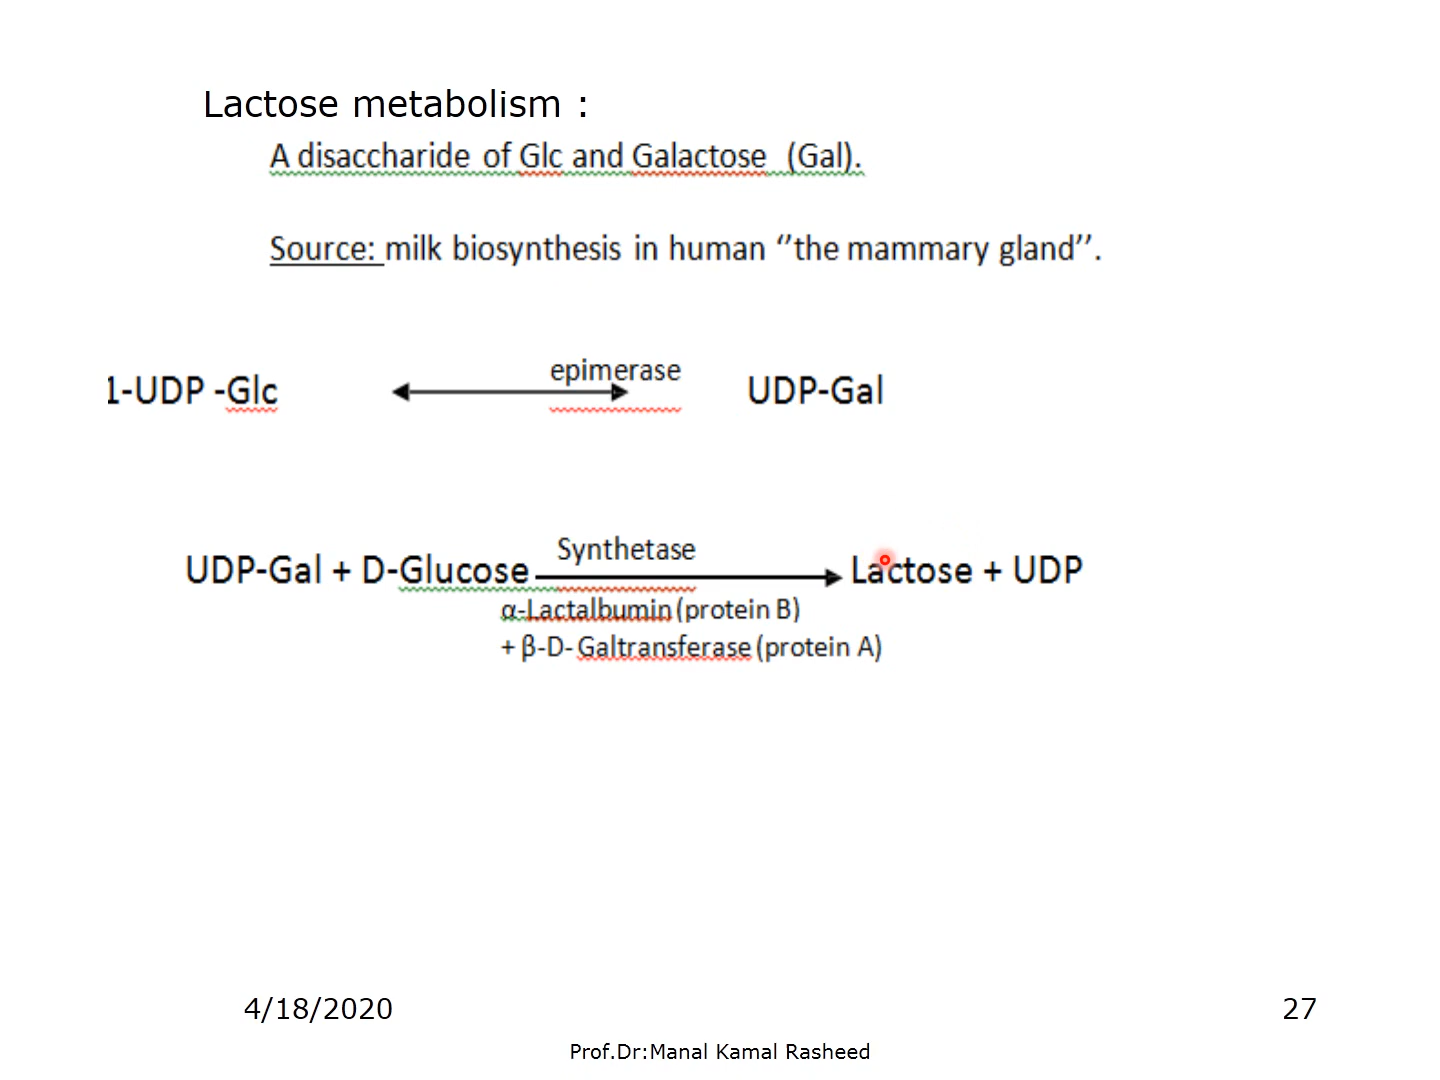 Lactose metabolism :
A disaccharide of Glc and Galactose (Gal).
Source: milk biosynthesis in human ‘’the mammary gland’’.
epimerase
1-UDP -Glc UDP-Gal
Synthetase
UDP-Gal + D-Glucose Lactose + UDP
α-Lactalbumin (protein B)
+ β-D- Galtransferase (protein A)
4/18/2020 27
Prof.Dr:Manal Kamal Rasheed